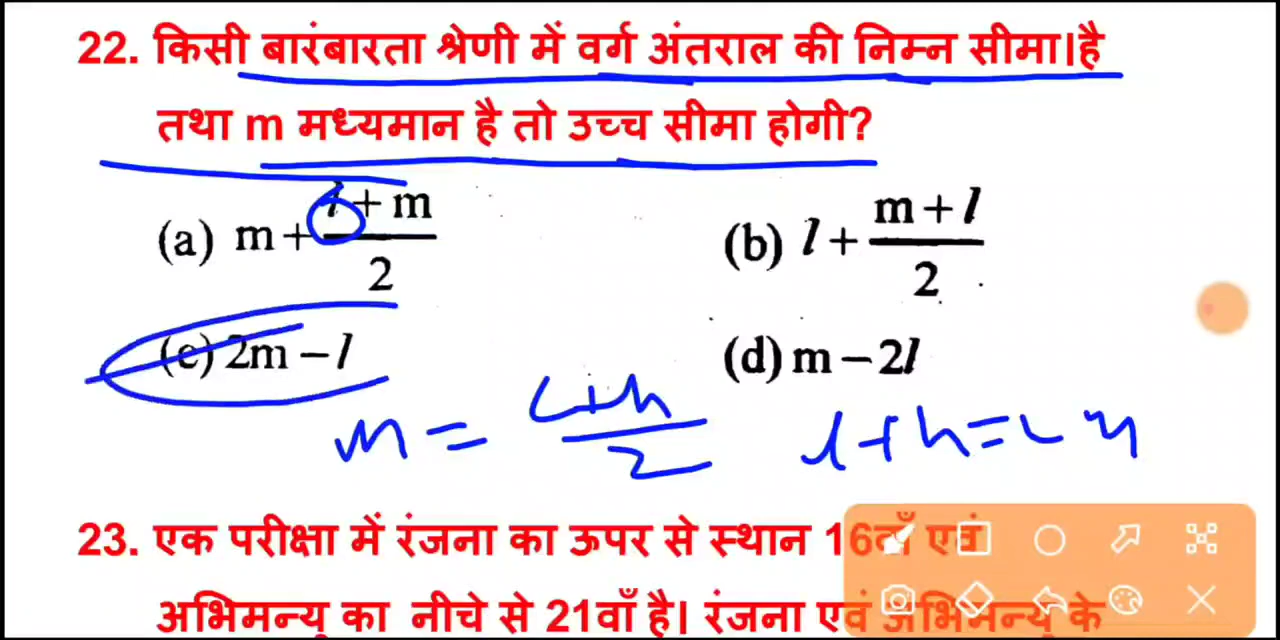 22. किसी बारंबारता श्रेणी में वर्ग अंतराल की निम्न सीमा।है
तथा m मध्यमान है तो उच्च सीमा होगी?
(a) m+ l+m/2
(b) l+ m+l/2
(c) 2m-l
(d) m-2l
m = l+h/2
l+h=2m
23. एक परीक्षा में रंजना का ऊपर से स्थान 16वाँ एवं
अभिमन्यु का नीचे से 21वाँ है। रंजना एवं अभिमन्यु के